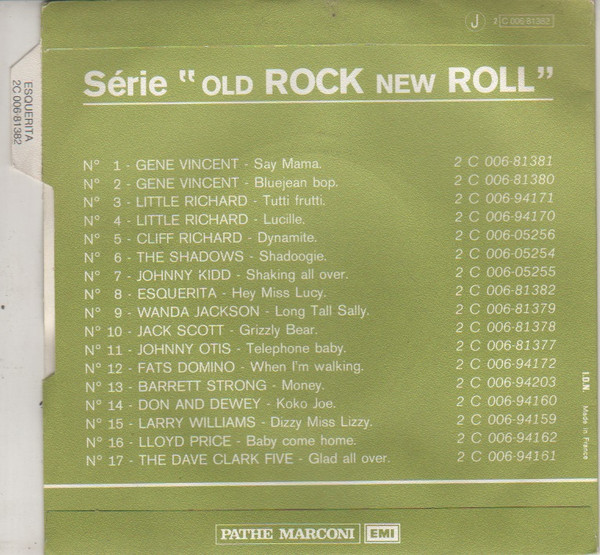 J 2 C 006-81382
ESQUERITA
2C 006-81382
Série "OLD ROCK NEW ROLL"
N° 1 - GENE VINCENT - Say Mama. 2 C 006-81381
N° 2 - GENE VINCENT - Bluejean bop. 2 C 006-81380
N° 3 - LITTLE RICHARD - Tutti frutti. 2 C 006-94171
N° 4 - LITTLE RICHARD - Lucille. 2 C 006-94170
N° 5 - CLIFF RICHARD - Dynamite. 2 C 006-05256
N° 6 - THE SHADOWS - Shadoogie. 2 C 006-05254
N° 7 - JOHNNY KIDD - Shaking all over. 2 C 006-05255
N° 8 - ESQUERITA - Hey Miss Lucy. 2 C 006-81382
N° 9 - WANDA JACKSON - Long Tall Sally. 2 C 006-81379
N° 10 - JACK SCOTT - Grizzly Bear. 2 C 006-81378
N° 11 - JOHNNY OTIS - Telephone baby. 2 C 006-81377
N° 12 - FATS DOMINO - When I'm walking. 2 C 006-94172
N° 13 - BARRETT STRONG - Money. 2 C 006-94203
N° 14 - DON AND DEWEY - Koko Joe. 2 C 006-94160
N° 15 - LARRY WILLIAMS - Dizzy Miss Lizzy. 2 C 006-94159
N° 16 - LLOYD PRICE - Baby come home. 2 C 006-94162
N° 17 - THE DAVE CLARK FIVE - Glad all over. 2 C 006-94161
I.D.N. Made in France
PATHE MARCONI EMI